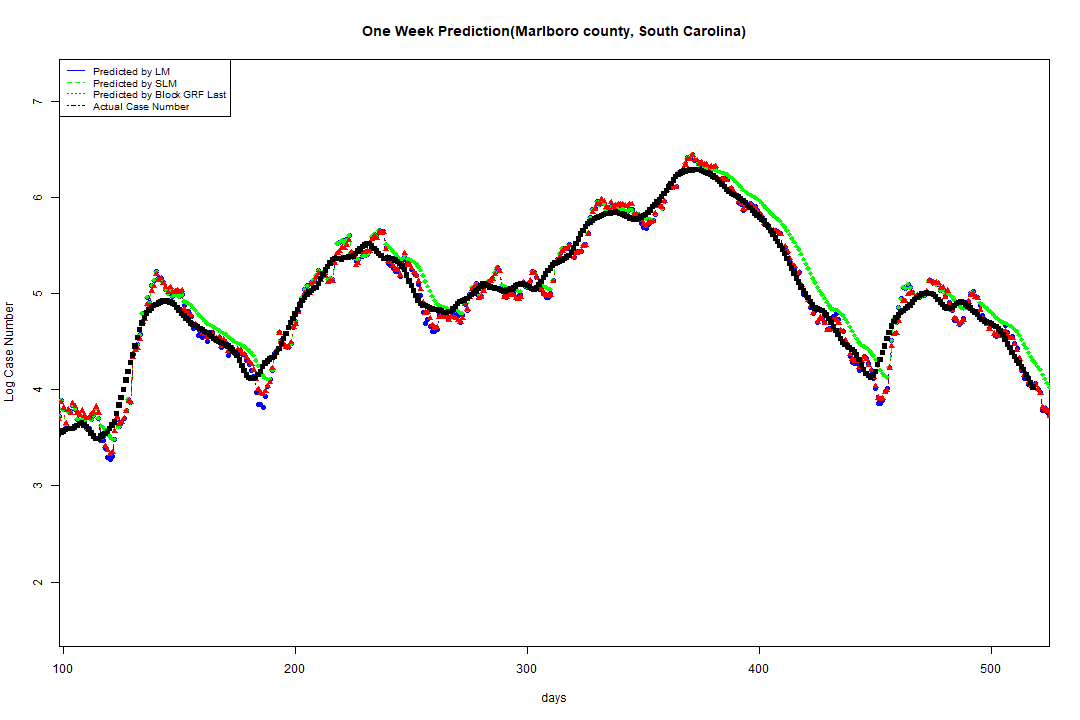 One Week Prediction(Marlboro county, South Carolina)
Predicted by LM
Predicted by SLM
Predicted by Block GRF Last
Actual Case Number
7
6
5
4
3
2
Log Case Number
100 200 300 400 500
days